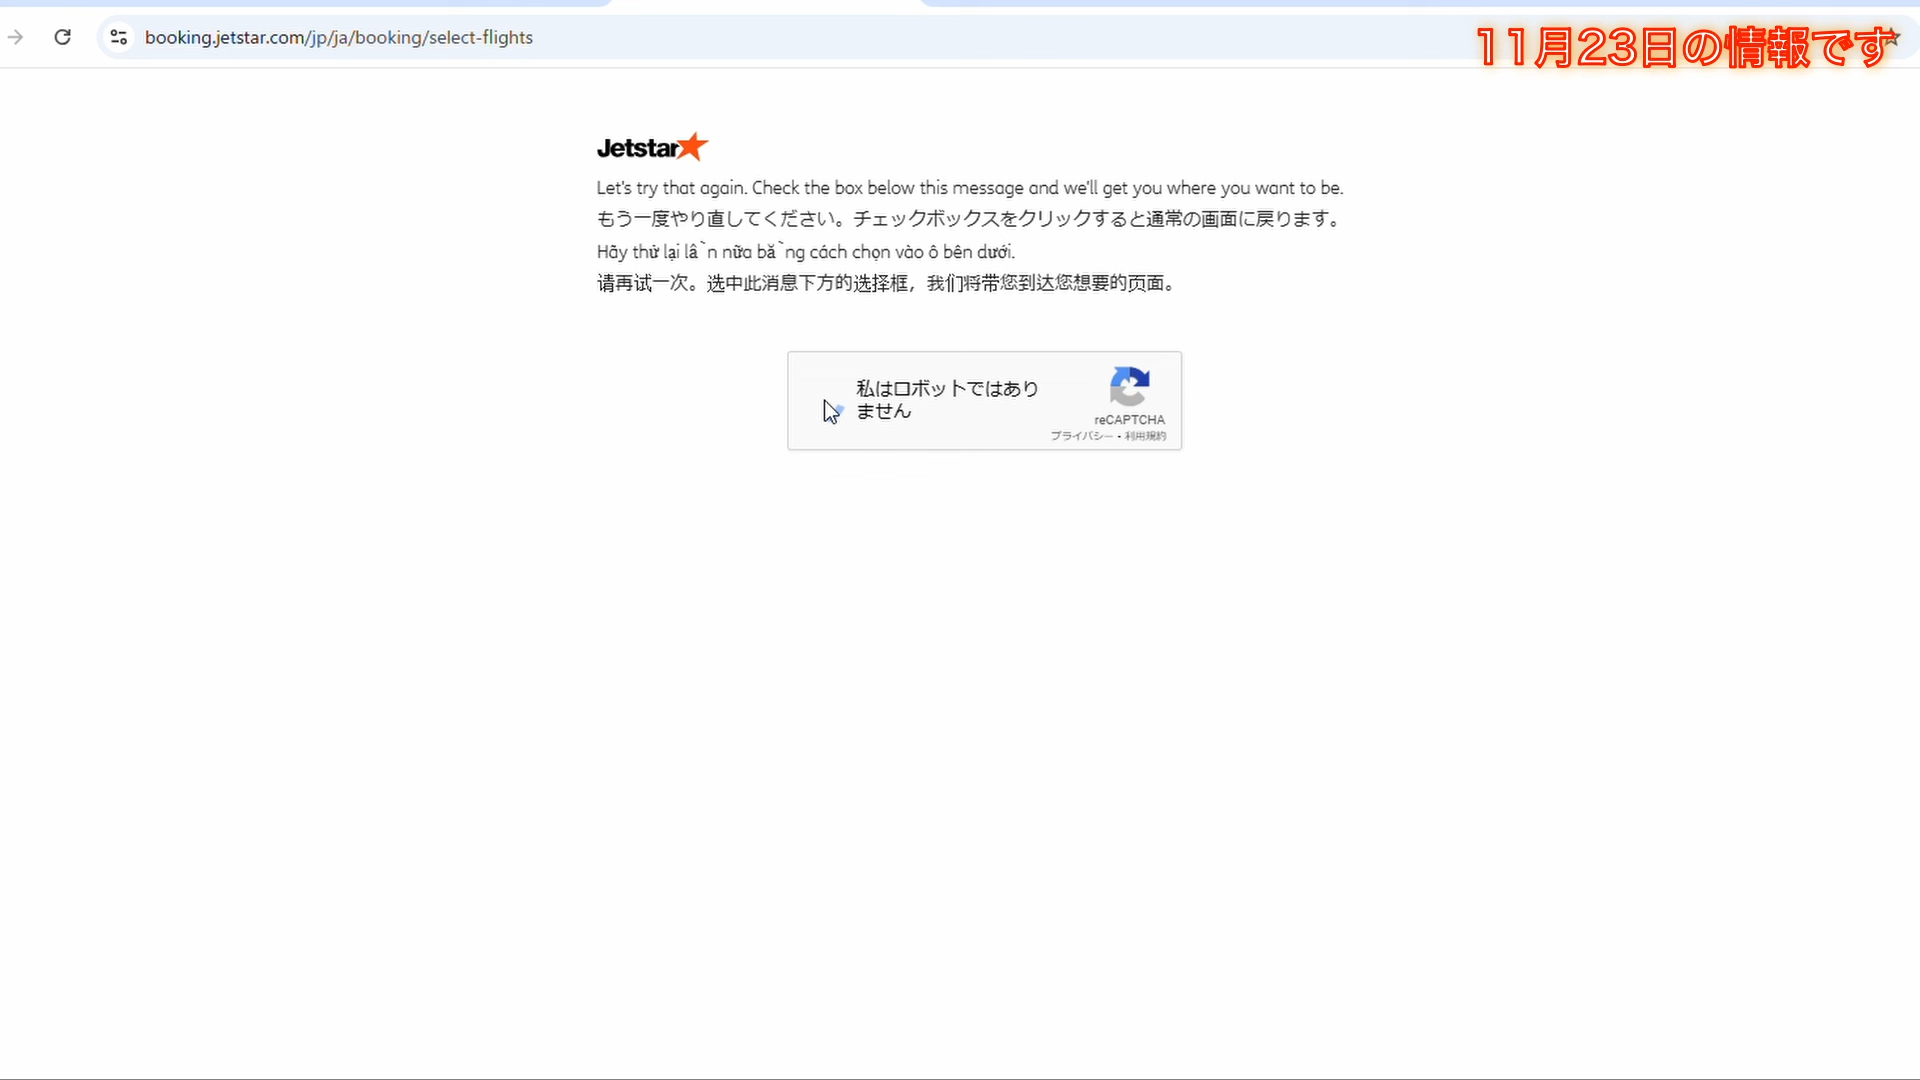 booking.jetstar.com/jp/ja/booking/select-flights
11月23日の情報です
Jetstar
Let's try that again. Check the box below this message and we'll get you where you want to be.
もう一度やり直してください。チェックボックスをクリックすると通常の画面に戻ります。
Hãy thử lại lần nữa bằng cách chọn vào ô bên dưới.
请再试一次。选中此消息下方的选择框，我们将带您到达您想要的页面。
私はロボットではあり
ません
reCAPTCHA
プライバシー・利用規約